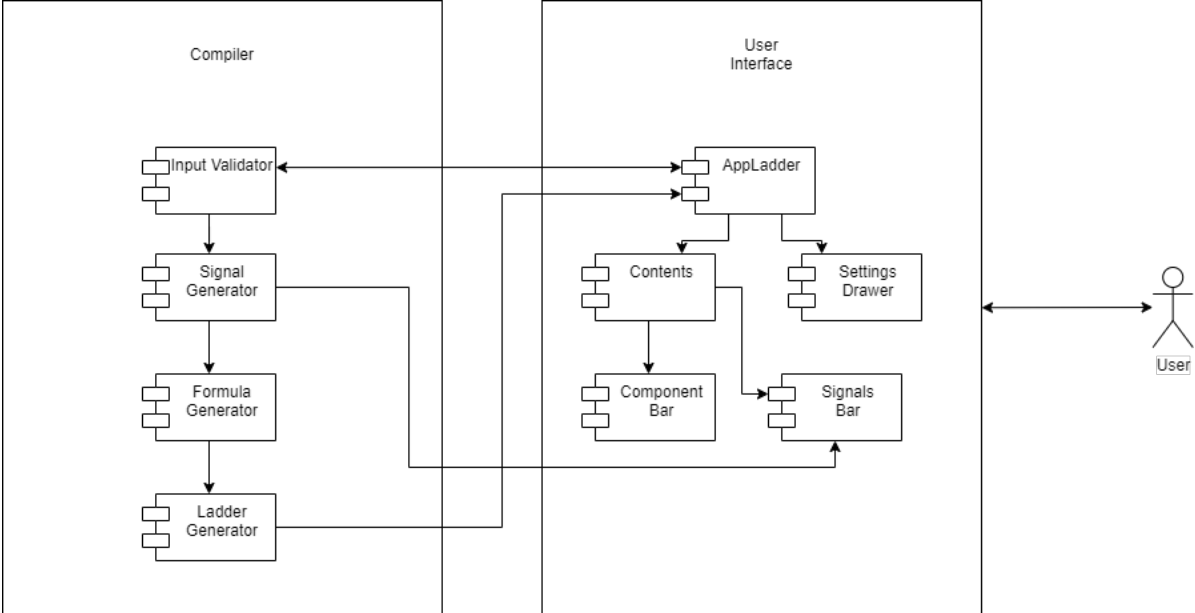 Compiler
User
Interface
Input Validator
AppLadder
Signal
Generator
Contents
Settings
Drawer
User
Formula
Generator
Component
Bar
Signals
Bar
Ladder
Generator